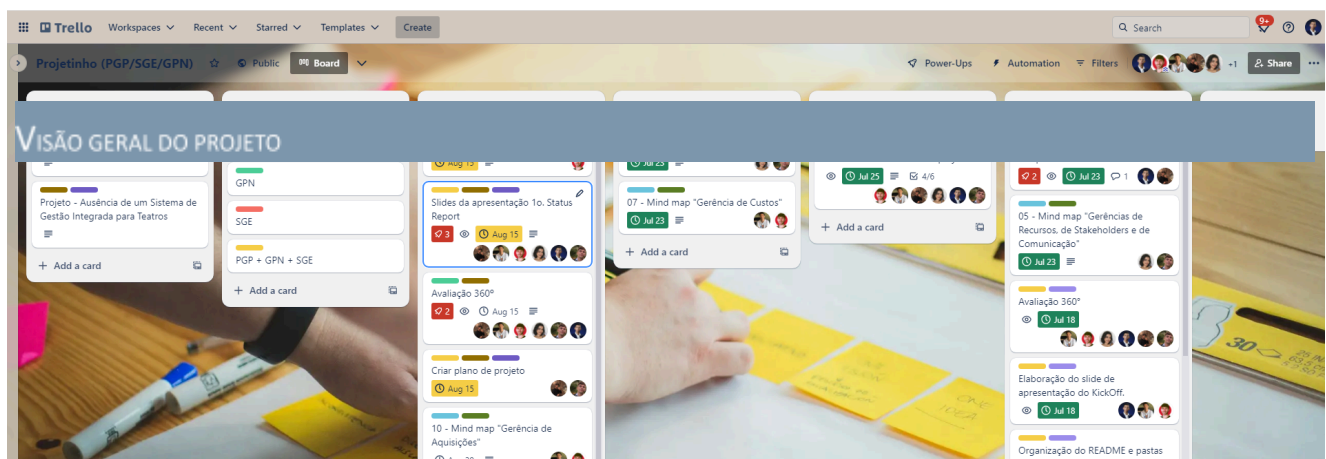 Trello Workspaces Recent Starred Templates Create Search 9+
Projetinho (PGP/SGE/GPN) Public Board Power-Ups Automation Filters +1 Share
VISÃO GERAL DO PROJETO
Projeto - Ausência de um Sistema de
Gestão Integrada para Teatros
+ Add a card
GPN
SGE
PGP + GPN + SGE
+ Add a card
Aug 15
Slides da apresentação 1o. Status
Report
3 Aug 15
Avaliação 360º
2 Aug 15
Criar plano de projeto
Aug 15
10 - Mind map "Gerência de
Aquisições"
Jul 23
07 - Mind map "Gerência de Custos"
Jul 23
+ Add a card
Jul 25 4/6
+ Add a card
2 Jul 23 1
05 - Mind map "Gerências de
Recursos, de Stakeholders e de
Comunicação"
Jul 23
Avaliação 360°
Jul 18
Elaboração do slide de
apresentação do KickOff.
Jul 18
Organização do README e pastas
ONE
IDEA
30